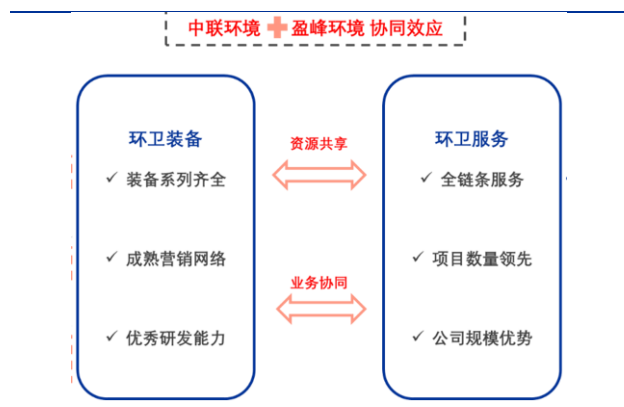 中联环境 盈峰环境 协同效应
环卫装备
✓ 装备系列齐全
✓ 成熟营销网络
✓ 优秀研发能力
资源共享
业务协同
环卫服务
✓ 全链条服务
✓ 项目数量领先
✓ 公司规模优势